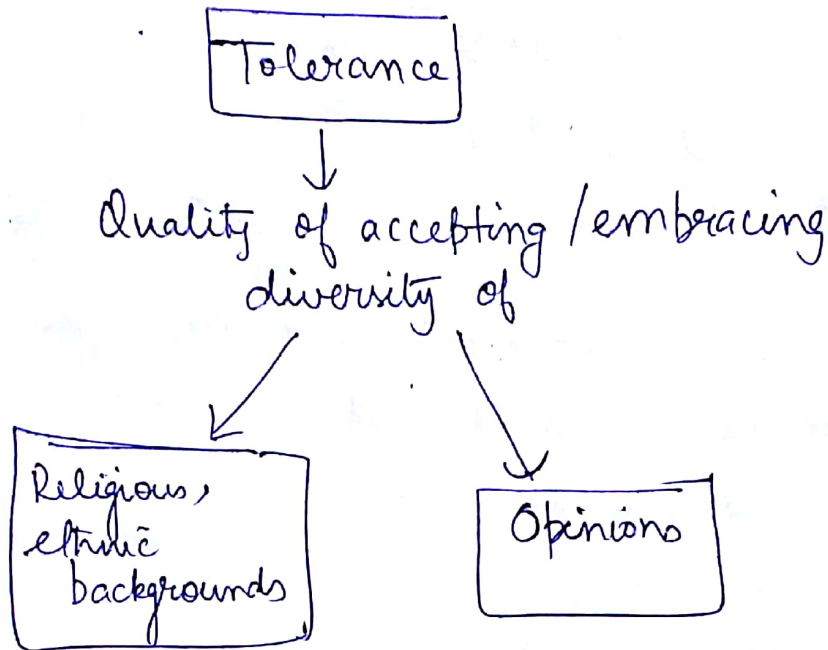 Tolerance
Quality of accepting /embracing
diversity of
Religious,
ethnic
backgrounds
Opinions